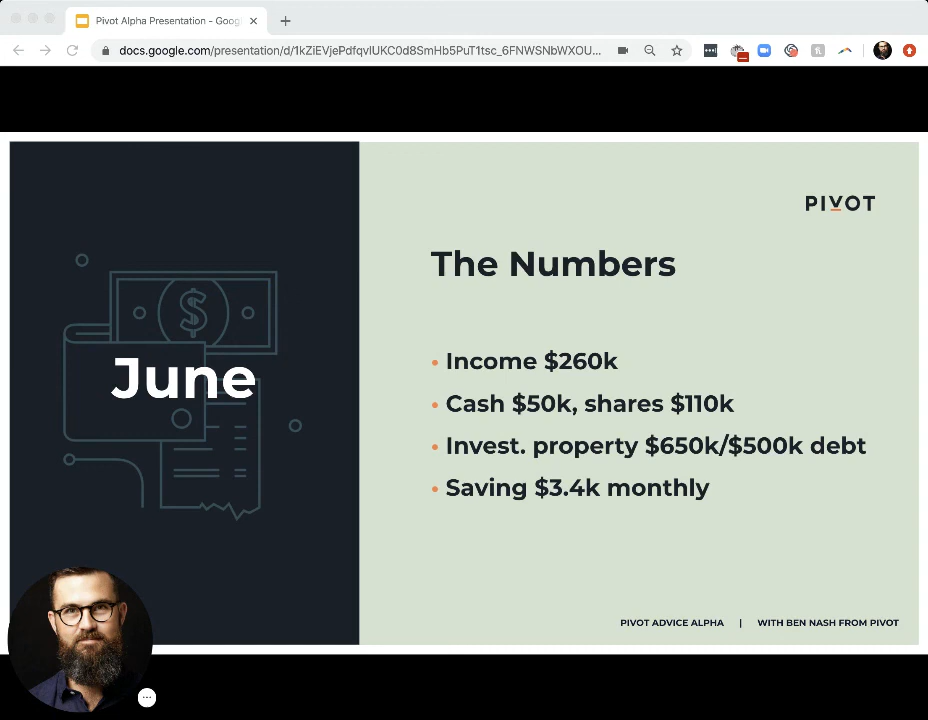 Pivot Alpha Presentation - Goog
docs.google.com/presentation/d/1kZiEVjePdfqvlUKC0d8SmHb5PuT1tsc_6FNWSNbWXOU...
PIVOT
The Numbers
June
• Income $260k
• Cash $50k, shares $110k
• Invest. property $650k/$500k debt
• Saving $3.4k monthly
PIVOT ADVICE ALPHA | WITH BEN NASH FROM PIVOT